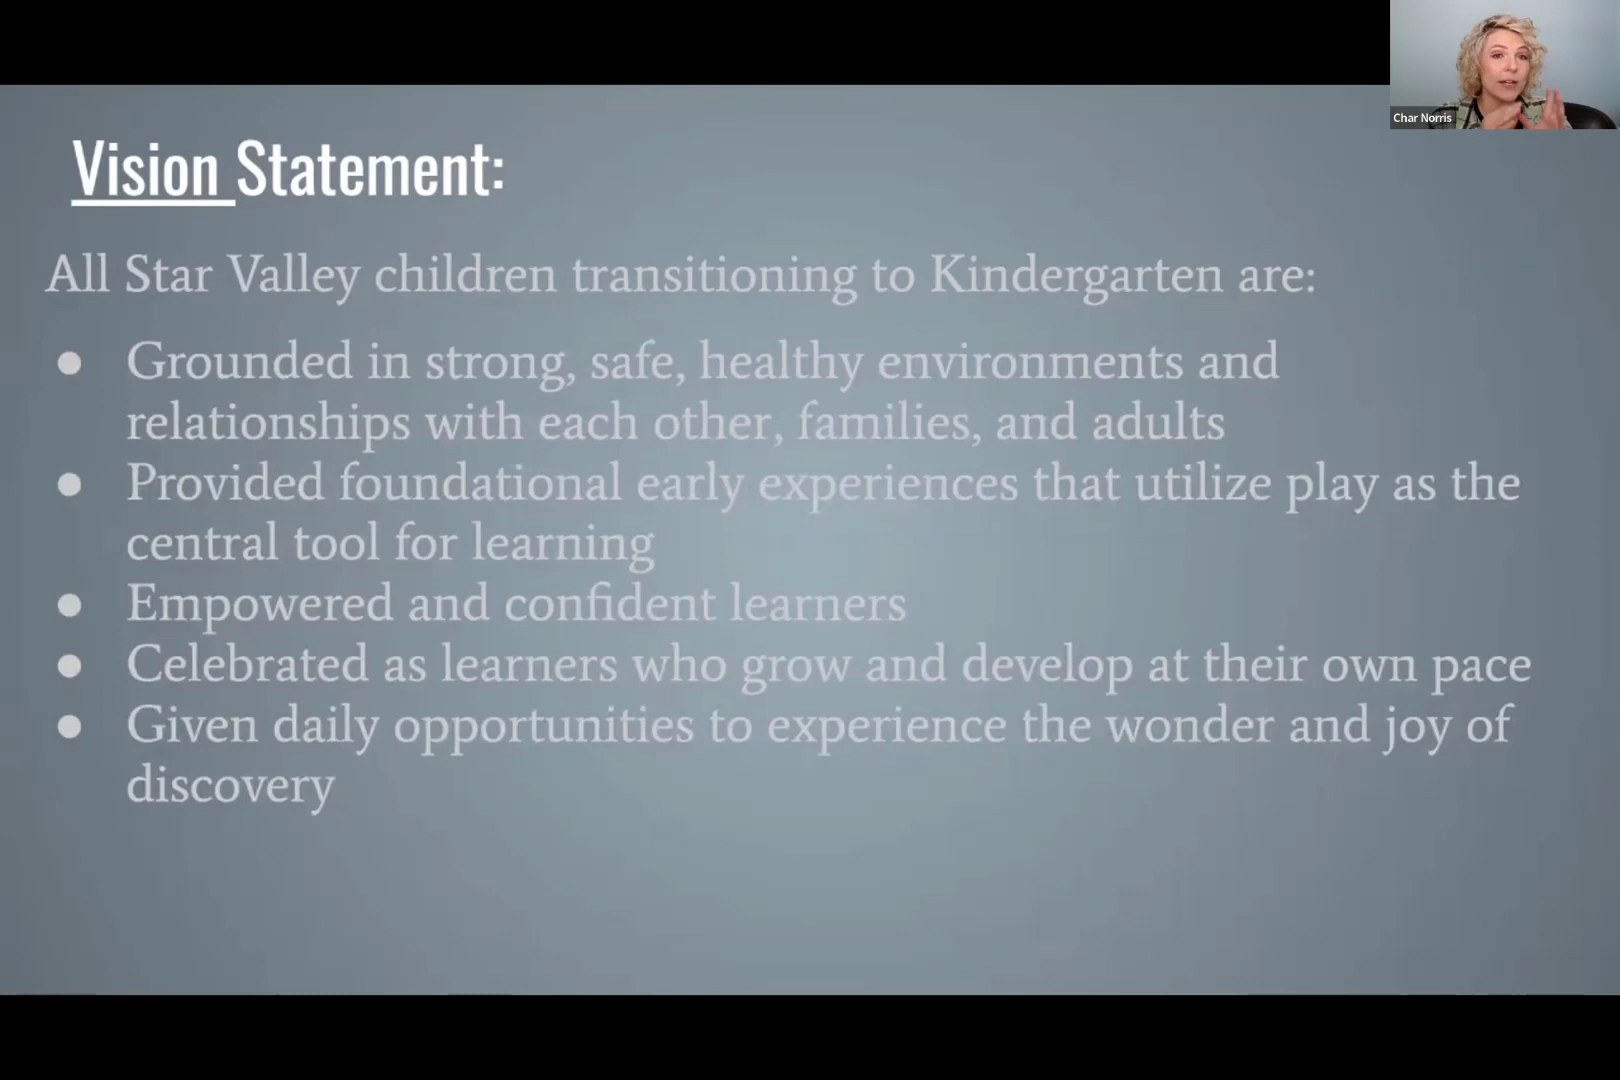 Char Norris
Vision Statement:
All Star Valley children transitioning to Kindergarten are:
● Grounded in strong, safe, healthy environments and
relationships with each other, families, and adults
● Provided foundational early experiences that utilize play as the
central tool for learning
● Empowered and confident learners
● Celebrated as learners who grow and develop at their own pace
● Given daily opportunities to experience the wonder and joy of
discovery